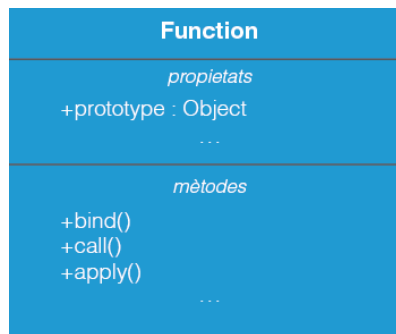 Function
propietats
+prototype : Object
...
mètodes
+bind()
+call()
+apply()
...